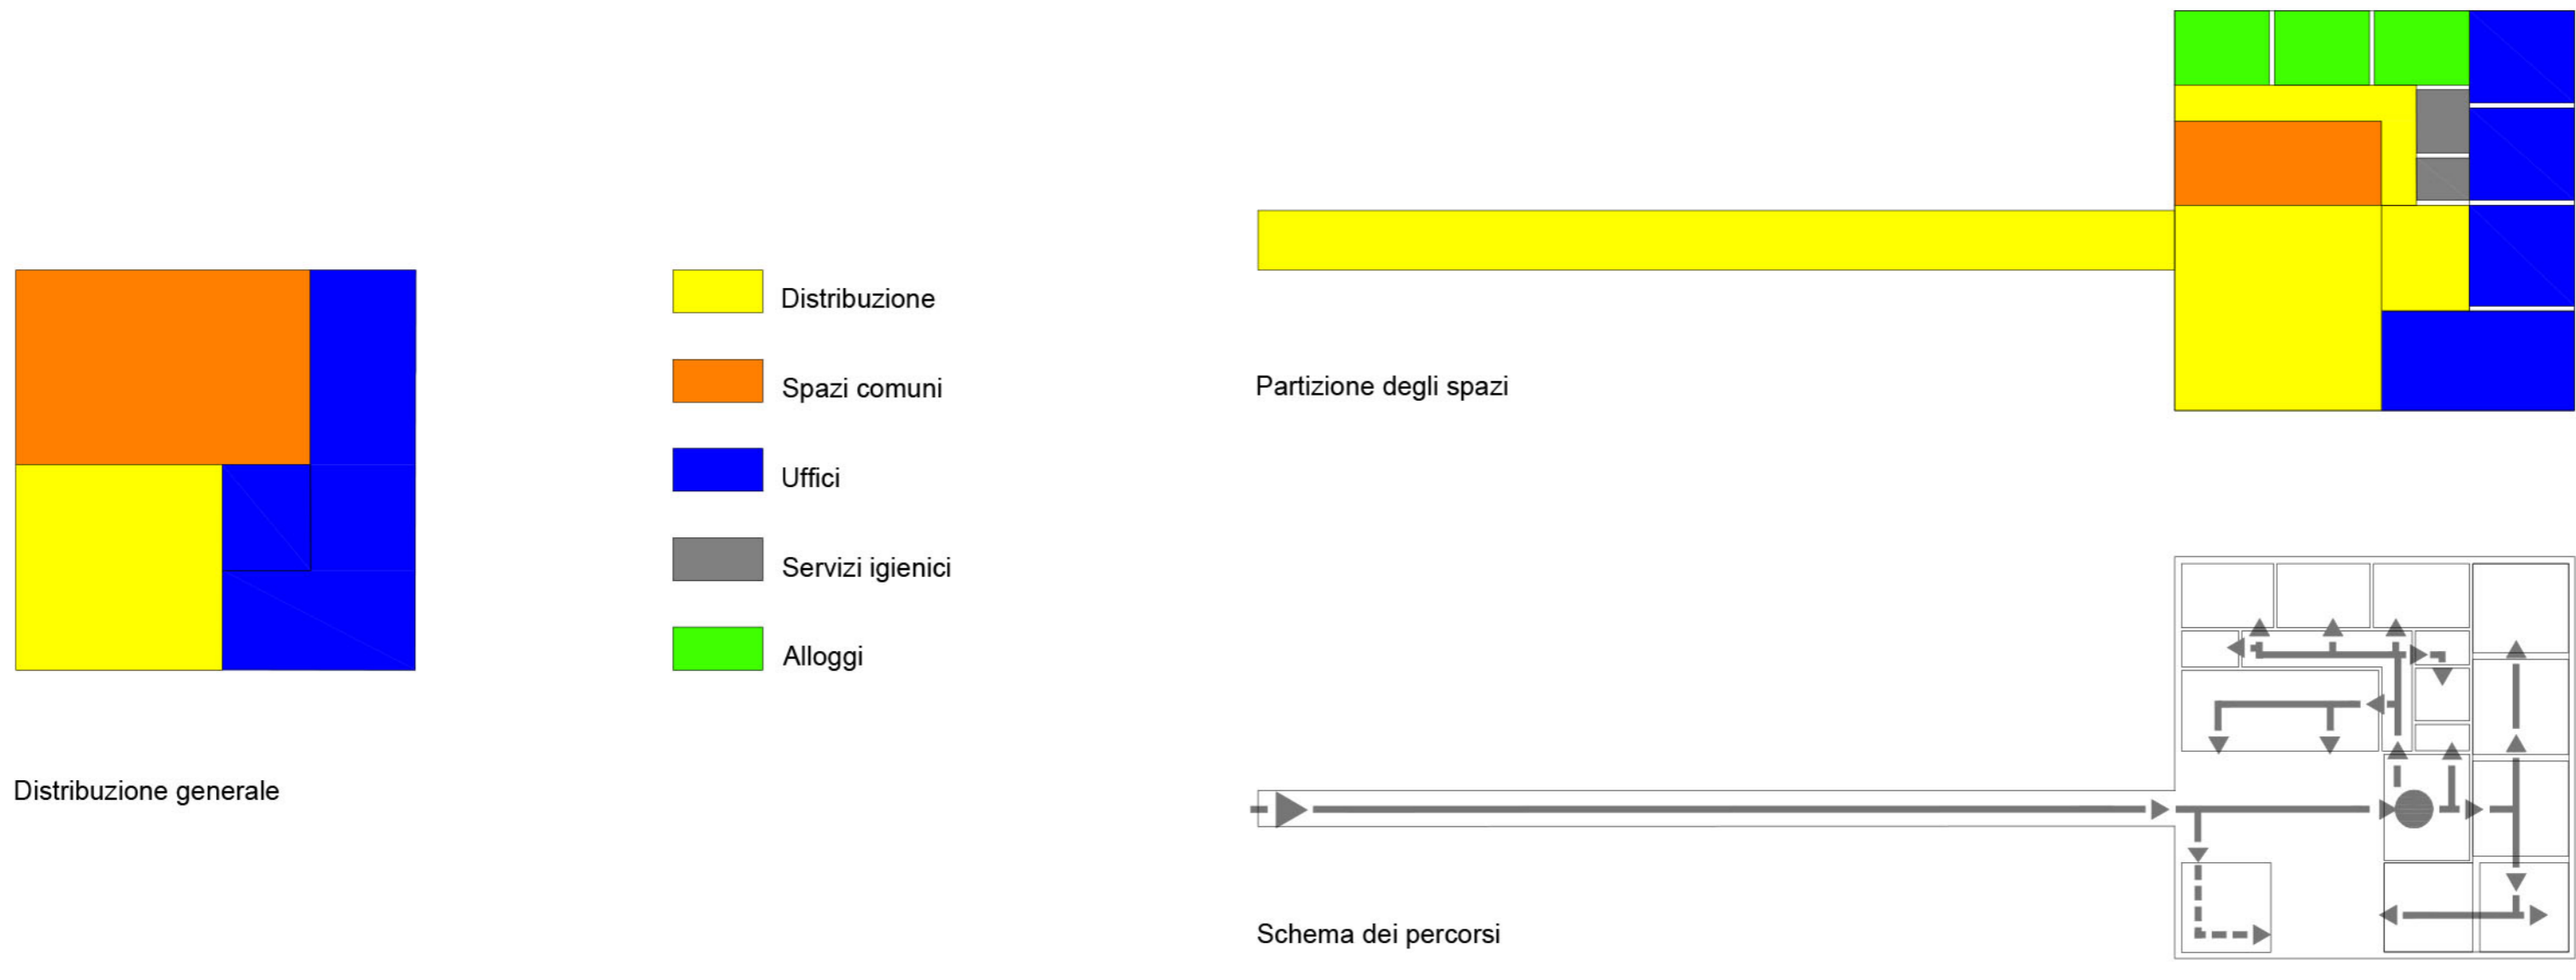 Distribuzione generale
Distribuzione
Spazi comuni
Uffici
Servizi igienici
Alloggi
Partizione degli spazi
Schema dei percorsi